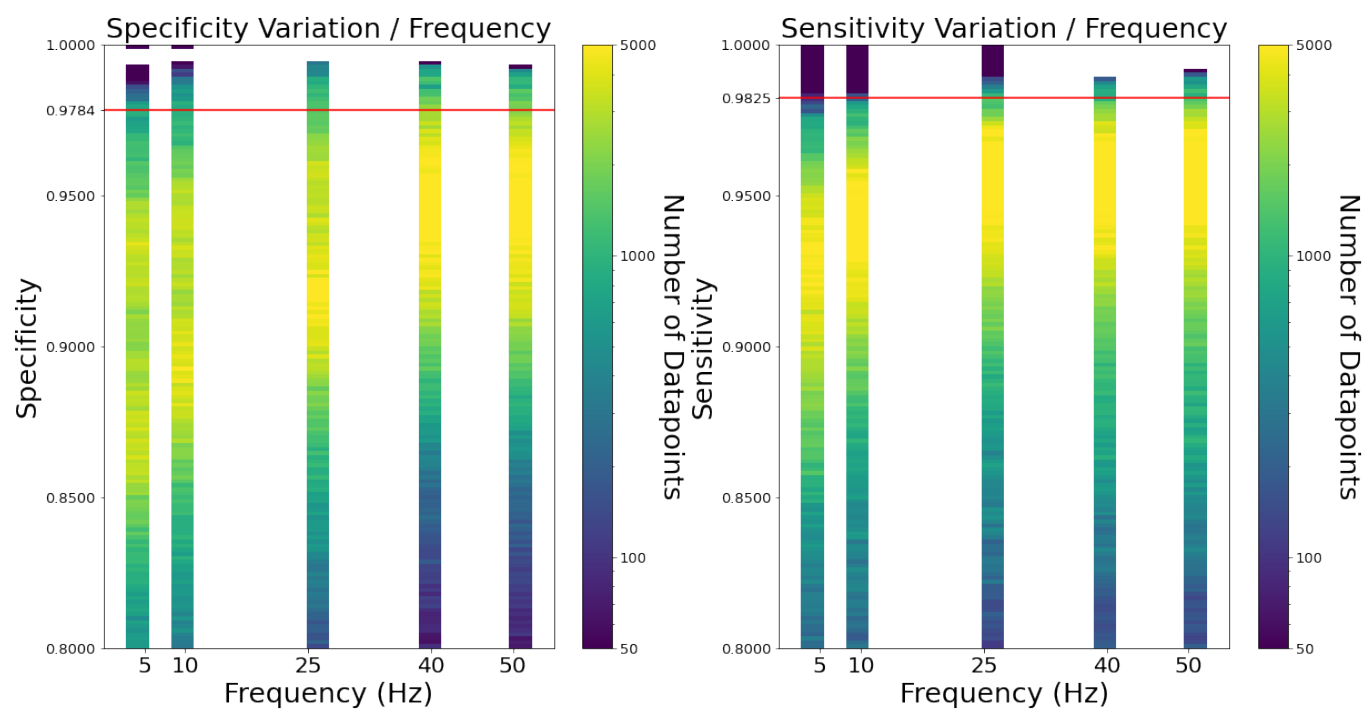 Specificity Variation / Frequency
1.0000
0.9784
0.9500
0.9000
0.8500
0.8000
Specificity
5 10 25 40 50
Frequency (Hz)
5000
1000
100
50
Number of Datapoints
Sensitivity Variation / Frequency
1.0000
0.9825
0.9500
0.9000
0.8500
0.8000
Sensitivity
5 10 25 40 50
Frequency (Hz)
5000
1000
100
50
Number of Datapoints